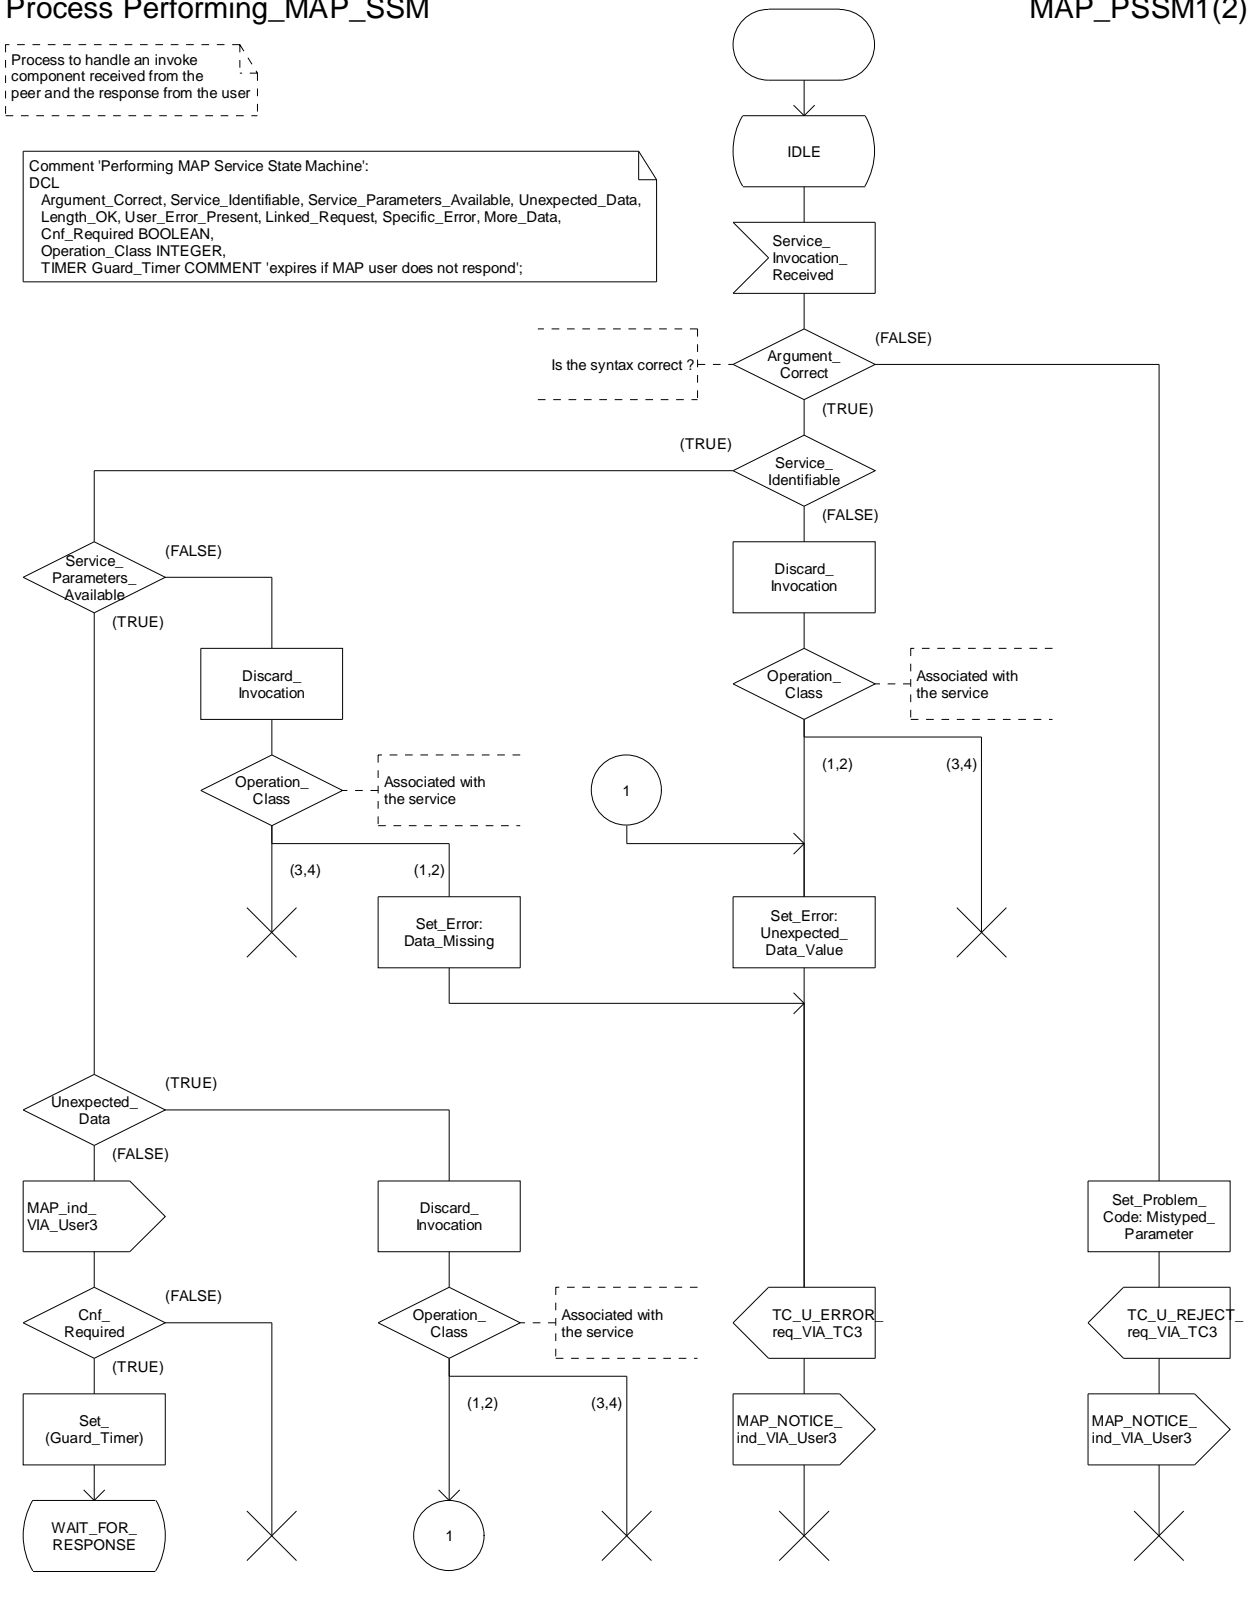 Process Performing_MAP_SSM
MAP_PSSM1(2)
Process to handle an invoke
component received from the
peer and the response from the user
Comment 'Performing MAP Service State Machine':
DCL
Argument_Correct, Service_Identifiable, Service_Parameters_Available, Unexpected_Data,
Length_OK, User_Error_Present, Linked_Request, Specific_Error, More_Data,
Cnf_Required BOOLEAN,
Operation_Class INTEGER,
TIMER Guard_Timer COMMENT 'expires if MAP user does not respond';
IDLE
Service_
Invocation_
Received
Is the syntax correct ?
Argument_
Correct
(FALSE)
(TRUE)
(TRUE)
Service_
Identifiable
(FALSE)
Service_
Parameters_
Available
(FALSE)
(TRUE)
Discard_
Invocation
Discard_
Invocation
Operation_
Class
Associated with
the service
Operation_
Class
Associated with
the service
1
(1,2)
(3,4)
(3,4)
(1,2)
Set_Error:
Data_Missing
Set_Error:
Unexpected_
Data_Value
Unexpected_
Data
(TRUE)
(FALSE)
MAP_ind_
VIA_User3
Discard_
Invocation
Set_Problem_
Code: Mistyped_
Parameter
Cnf_
Required
(FALSE)
(TRUE)
Operation_
Class
Associated with
the service
TC_U_ERROR_
req_VIA_TC3
TC_U_REJECT_
req_VIA_TC3
(1,2)
(3,4)
Set_
(Guard_Timer)
MAP_NOTICE_
ind_VIA_User3
MAP_NOTICE_
ind_VIA_User3
WAIT_FOR_
RESPONSE
1